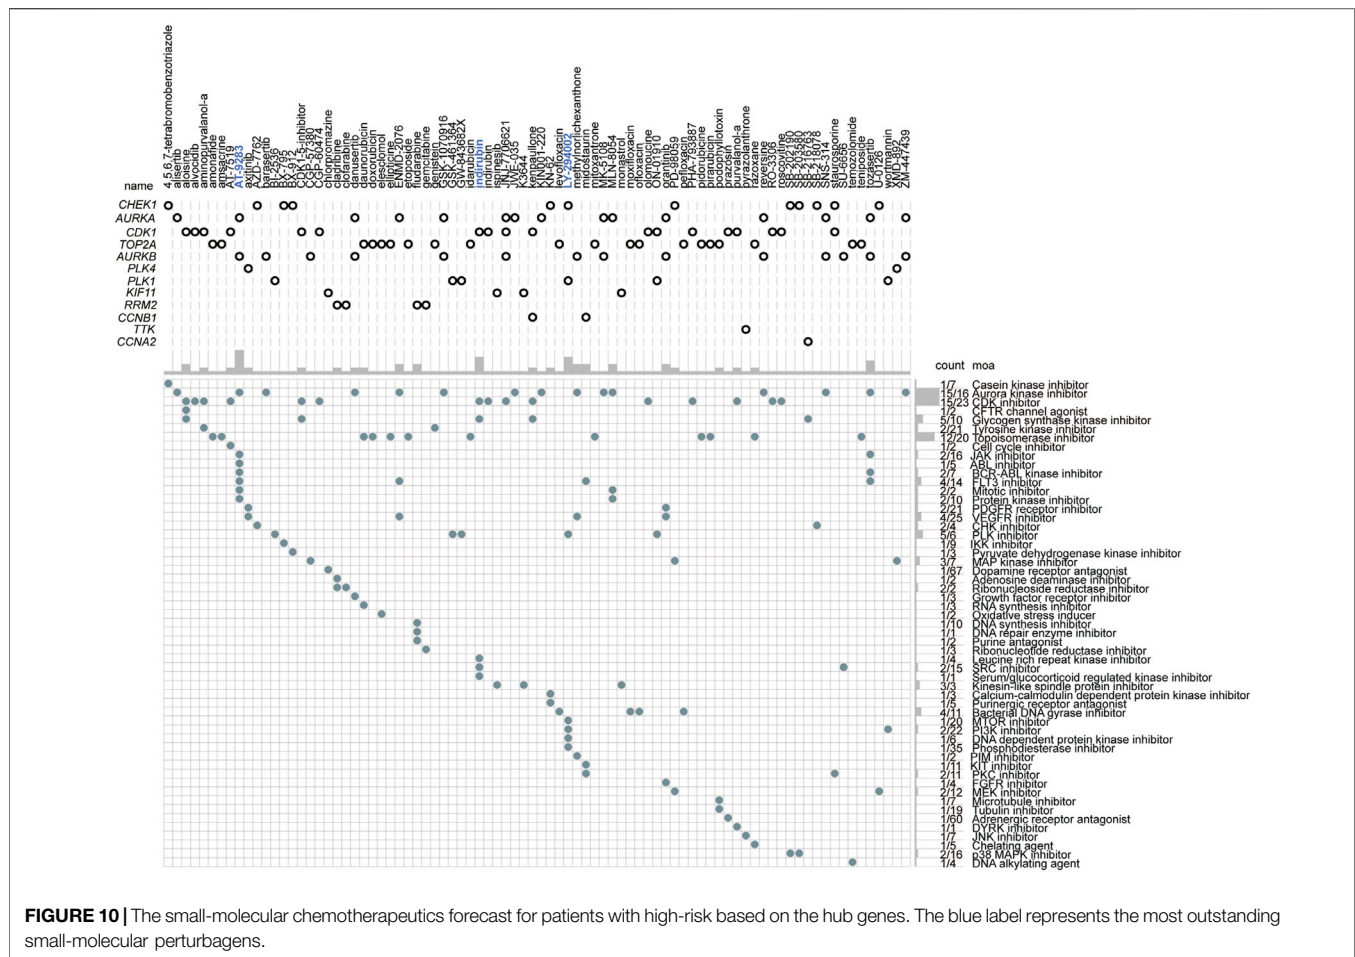 4,5,6,7-tetrabromobenzotriazole
alisertib
aloisine
alvocidib
aminopurvalanol-a
amonafide
amsacrine
AT-7519
AT-9283
axitinib
AZD-7762
barasertib
BI-2536
BX-795
BX-912
CDK1-5-inhibitor
CGP-57380
CGP-60474
chlorpromazine
cladribine
clofarabine
danusertib
daunorubicin
doxorubicin
elesclomol
ellipticine
ENMD-2076
etoposide
fludarabine
gemcitabine
genistein
GSK-1070916
GSK-461364
GW-843682X
idarubicin
indirubin
indirubin
ispinesib
JNJ-7706621
JWE-035
K3644
kenpaullone
KIN001-220
KN-62
levofloxacin
LY-294002
methylnorlichexanthone
midostaurin
mitoxantrone
MK-5108
MLN-8054
monastrol
moxifloxacin
ofloxacin
olomoucine
ON-01910
orantinib
PD-98059
pefloxacin
PHA-793887
pidorubicine
pirarubicin
podophyllotoxin
prazosin
purvalanol-a
pyrazolanthrone
razoxane
reversine
RO-3306
roscovitine
SB-202190
SB-203580
SB-216763
SB-218078
SNS-314
staurosporine
temozolomide
teniposide
tozasertib
U-0126
wortmannin
XMD-892
ZM-447439
name
CHEK1
AURKA
CDK1
TOP2A
AURKB
PLK4
PLK1
KIF11
RRM2
CCNB1
TTK
CCNA2
count moa
1/7 Casein kinase inhibitor
15/16 Aurora kinase inhibitor
15/23 CDK inhibitor
1/2 CFTR channel agonist
5/10 Glycogen synthase kinase inhibitor
2/21 Tyrosine kinase inhibitor
12/20 Topoisomerase inhibitor
1/2 Cell cycle inhibitor
2/16 JAK inhibitor
1/5 ABL inhibitor
2/7 BCR-ABL kinase inhibitor
4/14 FLT3 inhibitor
2/2 Mitotic inhibitor
2/10 Protein kinase inhibitor
2/21 PDGFR receptor inhibitor
4/25 VEGFR inhibitor
2/4 CHK inhibitor
5/6 PLK inhibitor
1/9 IKK inhibitor
1/3 Pyruvate dehydrogenase kinase inhibitor
3/7 MAP kinase inhibitor
1/67 Dopamine receptor antagonist
1/2 Adenosine deaminase inhibitor
2/2 Ribonucleoside reductase inhibitor
1/3 Growth factor receptor inhibitor
1/3 RNA synthesis inhibitor
1/2 Oxidative stress inducer
1/10 DNA synthesis inhibitor
1/1 DNA repair enzyme inhibitor
1/2 Purine antagonist
1/3 Ribonucleotide reductase inhibitor
1/4 Leucine rich repeat kinase inhibitor
2/15 SRC inhibitor
1/1 Serum/glucocorticoid regulated kinase inhibitor
3/3 Kinesin-like spindle protein inhibitor
1/3 Calcium-calmodulin dependent protein kinase inhibitor
1/5 Purinergic receptor antagonist
4/11 Bacterial DNA gyrase inhibitor
1/20 MTOR inhibitor
2/22 PI3K inhibitor
1/6 DNA dependent protein kinase inhibitor
1/35 Phosphodiesterase inhibitor
1/2 PIM inhibitor
1/11 KIT inhibitor
2/11 PKC inhibitor
1/4 FGFR inhibitor
2/12 MEK inhibitor
1/7 Microtubule inhibitor
1/19 Tubulin inhibitor
1/60 Adrenergic receptor antagonist
1/1 DYRK inhibitor
1/7 JNK inhibitor
1/5 Chelating agent
2/16 p38 MAPK inhibitor
1/4 DNA alkylating agent
FIGURE 10 | The small-molecular chemotherapeutics forecast for patients with high-risk based on the hub genes. The blue label represents the most outstanding
small-molecular perturbagens.